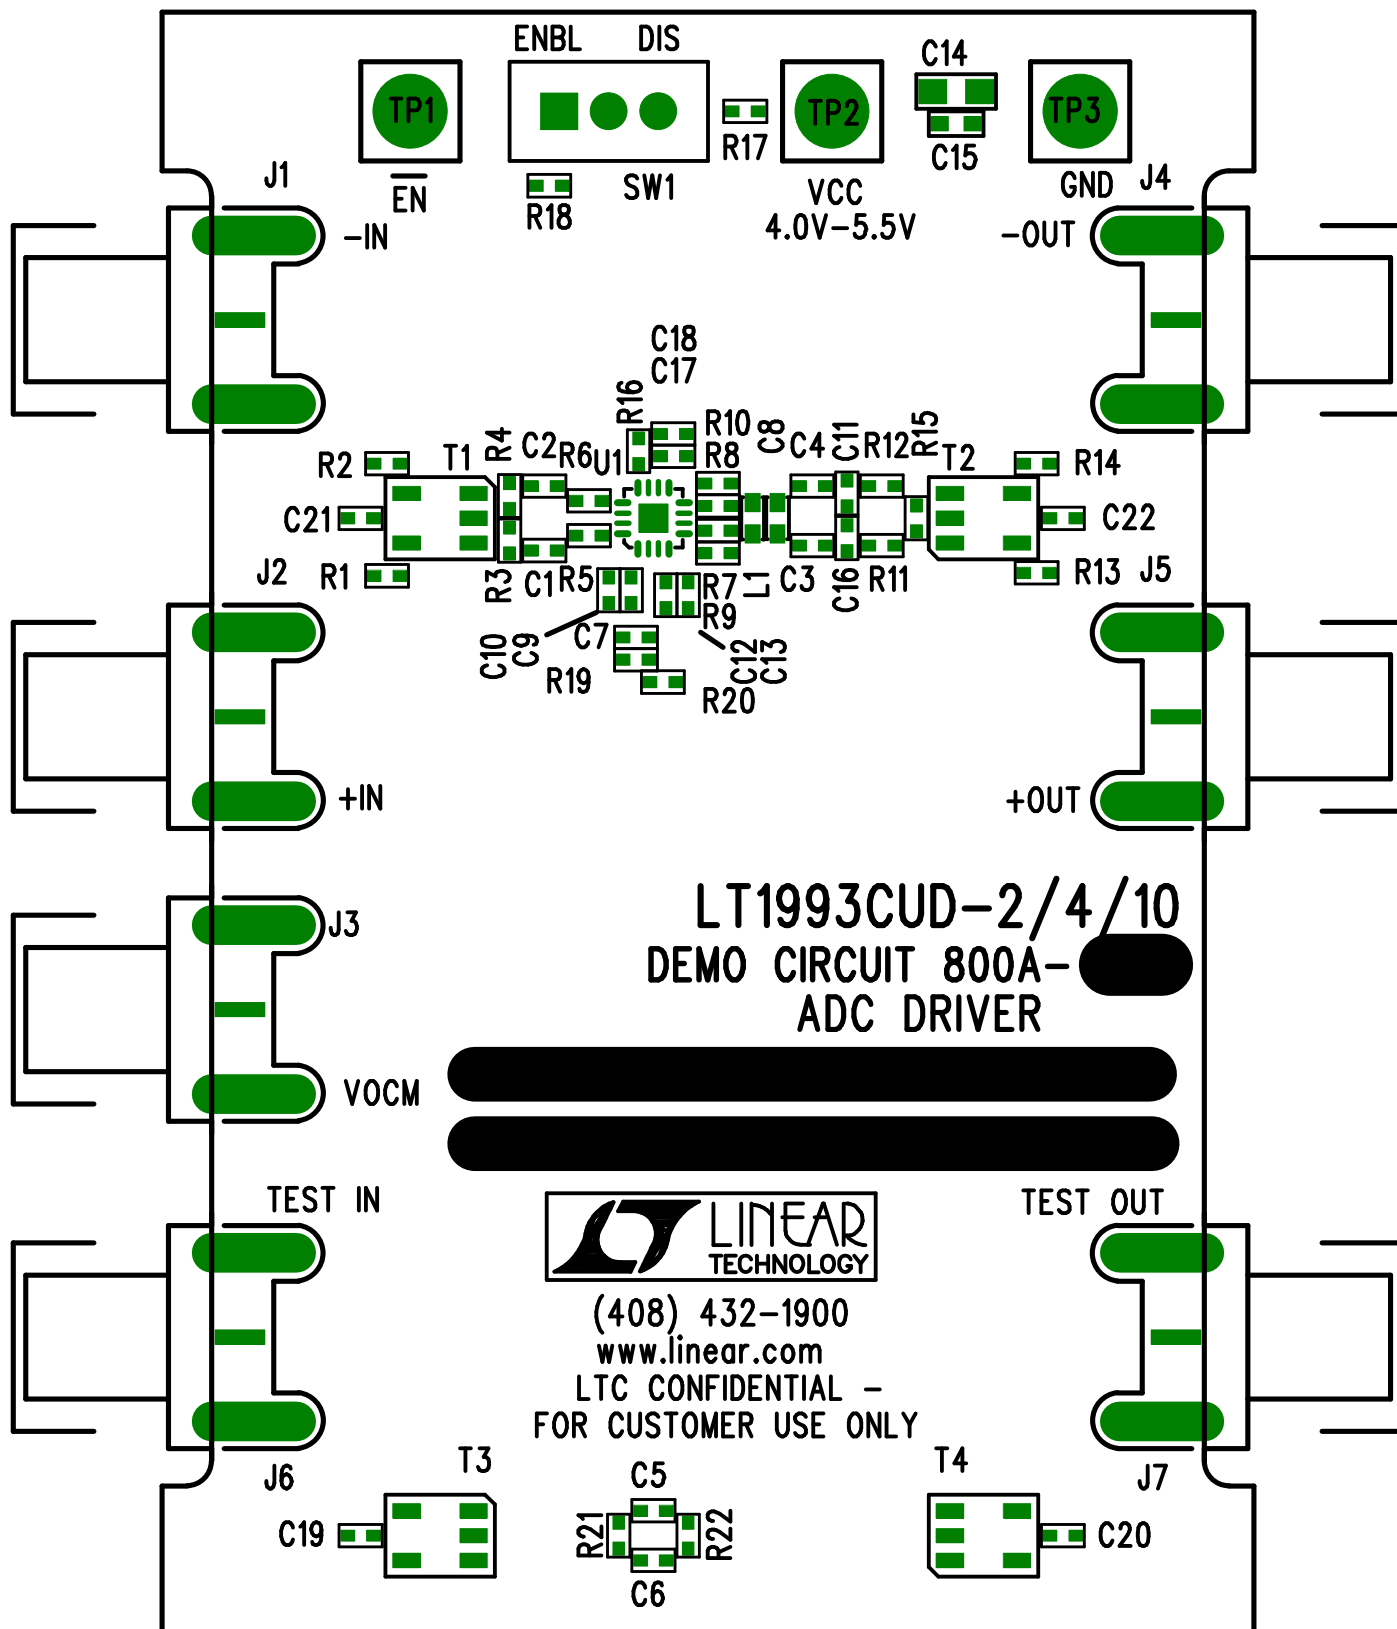 ENBL DIS
C14
TP1 TP2 TP3
R17 C15
J1 EN R18 SW1 VCC GND J4
4.0V-5.5V
-IN -OUT
C18
C17
R16 R10 C8 C4 C11 R12 R15
R2 T1 R4 C2 R6 U1 R8 T2 R14
C21 C22
J2 R1 R3 C1 R5 R7 L1 C3 C16 R11 R13 J5
R9
C10 C9 C7 C12 C13
R19 R20
+IN +OUT
LT1993CUD-2/4/10
J3
DEMO CIRCUIT 800A-
ADC DRIVER
VOCM
TEST IN TEST OUT
LINEAR
TECHNOLOGY
(408) 432-1900
www.linear.com
LTC CONFIDENTIAL -
FOR CUSTOMER USE ONLY
J6 T3 C5 T4 J7
C19 R21 R22 C20
C6